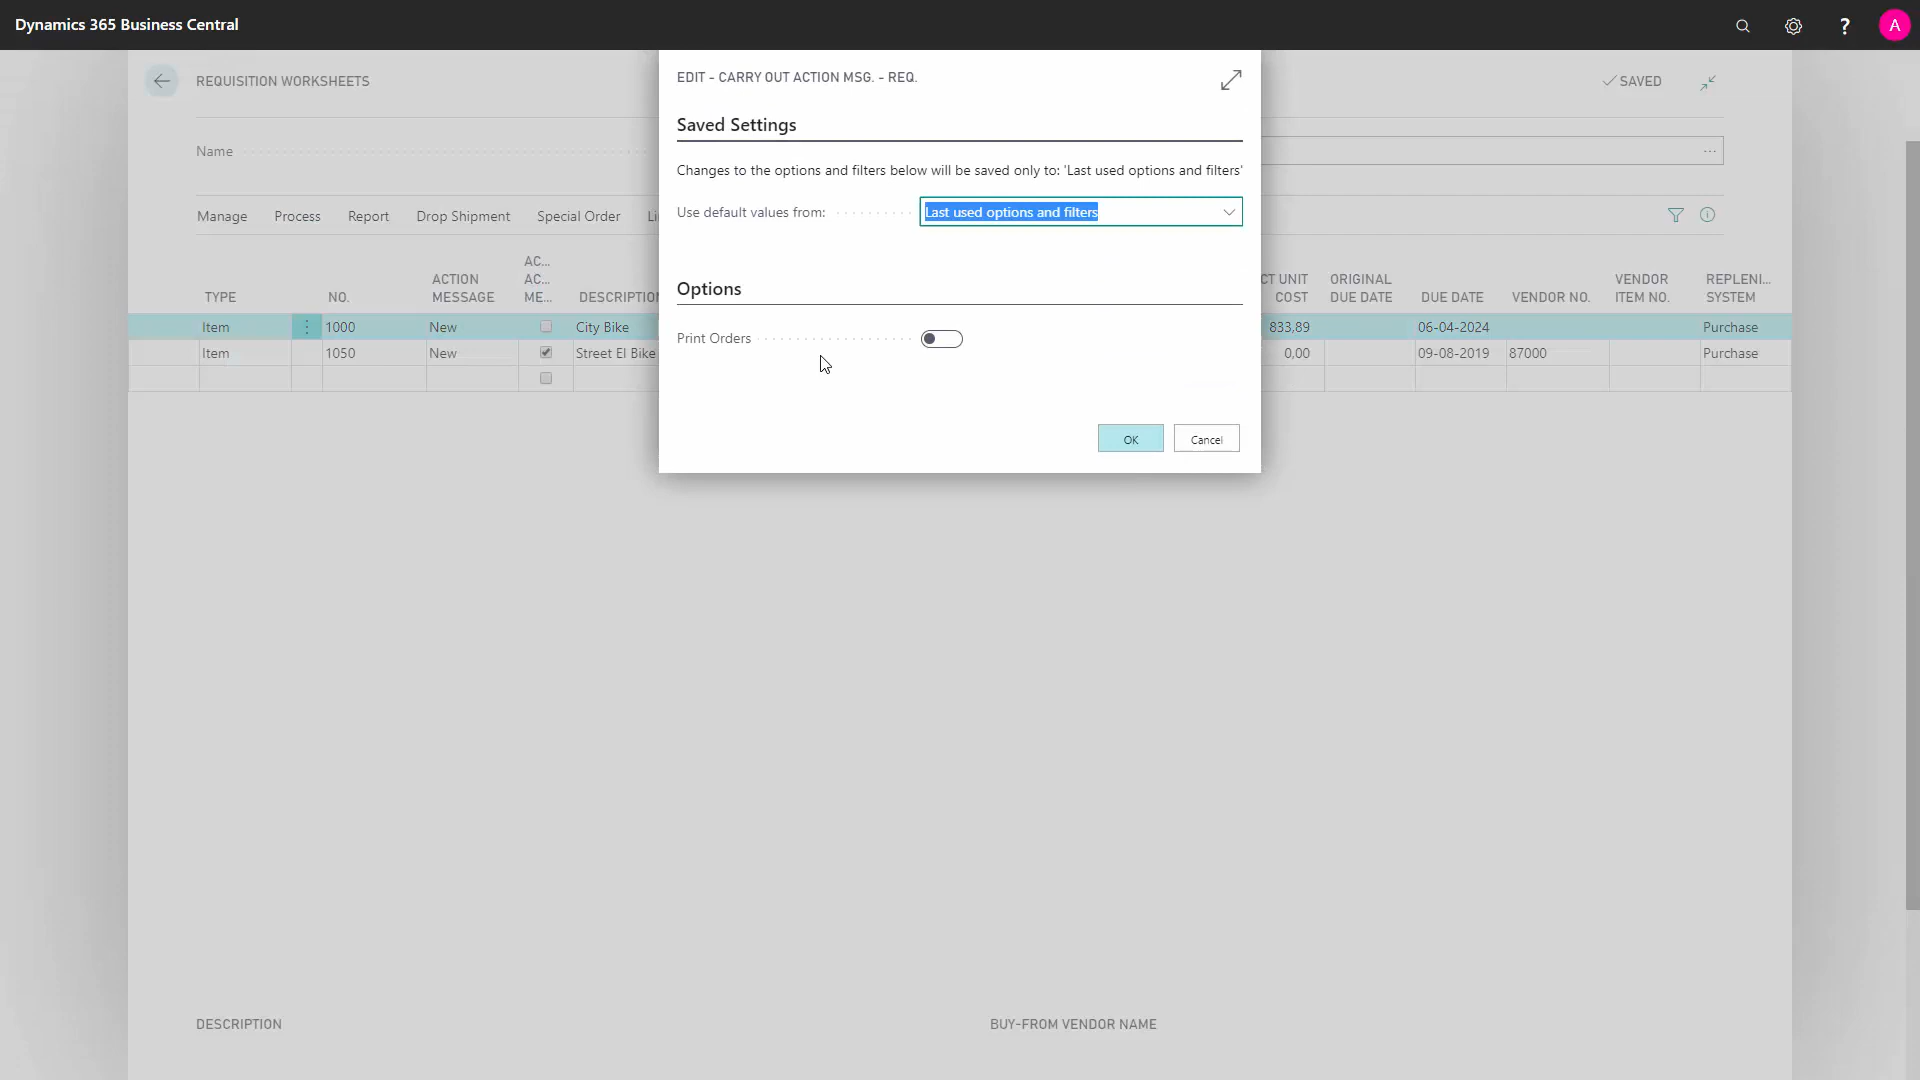 Dynamics 365 Business Central
?
A
REQUISITION WORKSHEETS
SAVED
Name
...
Manage Process Report Drop Shipment Special Order
TYPE NO. ACTION MESSAGE AC... AC... ME... DESCRIPTION UNIT COST ORIGINAL DUE DATE DUE DATE VENDOR NO. VENDOR ITEM NO. REPLENI... SYSTEM
Item 1000 New City Bike 833,89 06-04-2024 Purchase
Item 1050 New Street El Bike 0,00 09-08-2019 87000 Purchase
EDIT - CARRY OUT ACTION MSG. - REQ.
Saved Settings
Changes to the options and filters below will be saved only to: 'Last used options and filters'
Use default values from: Last used options and filters
Options
Print Orders
OK Cancel
DESCRIPTION BUY-FROM VENDOR NAME